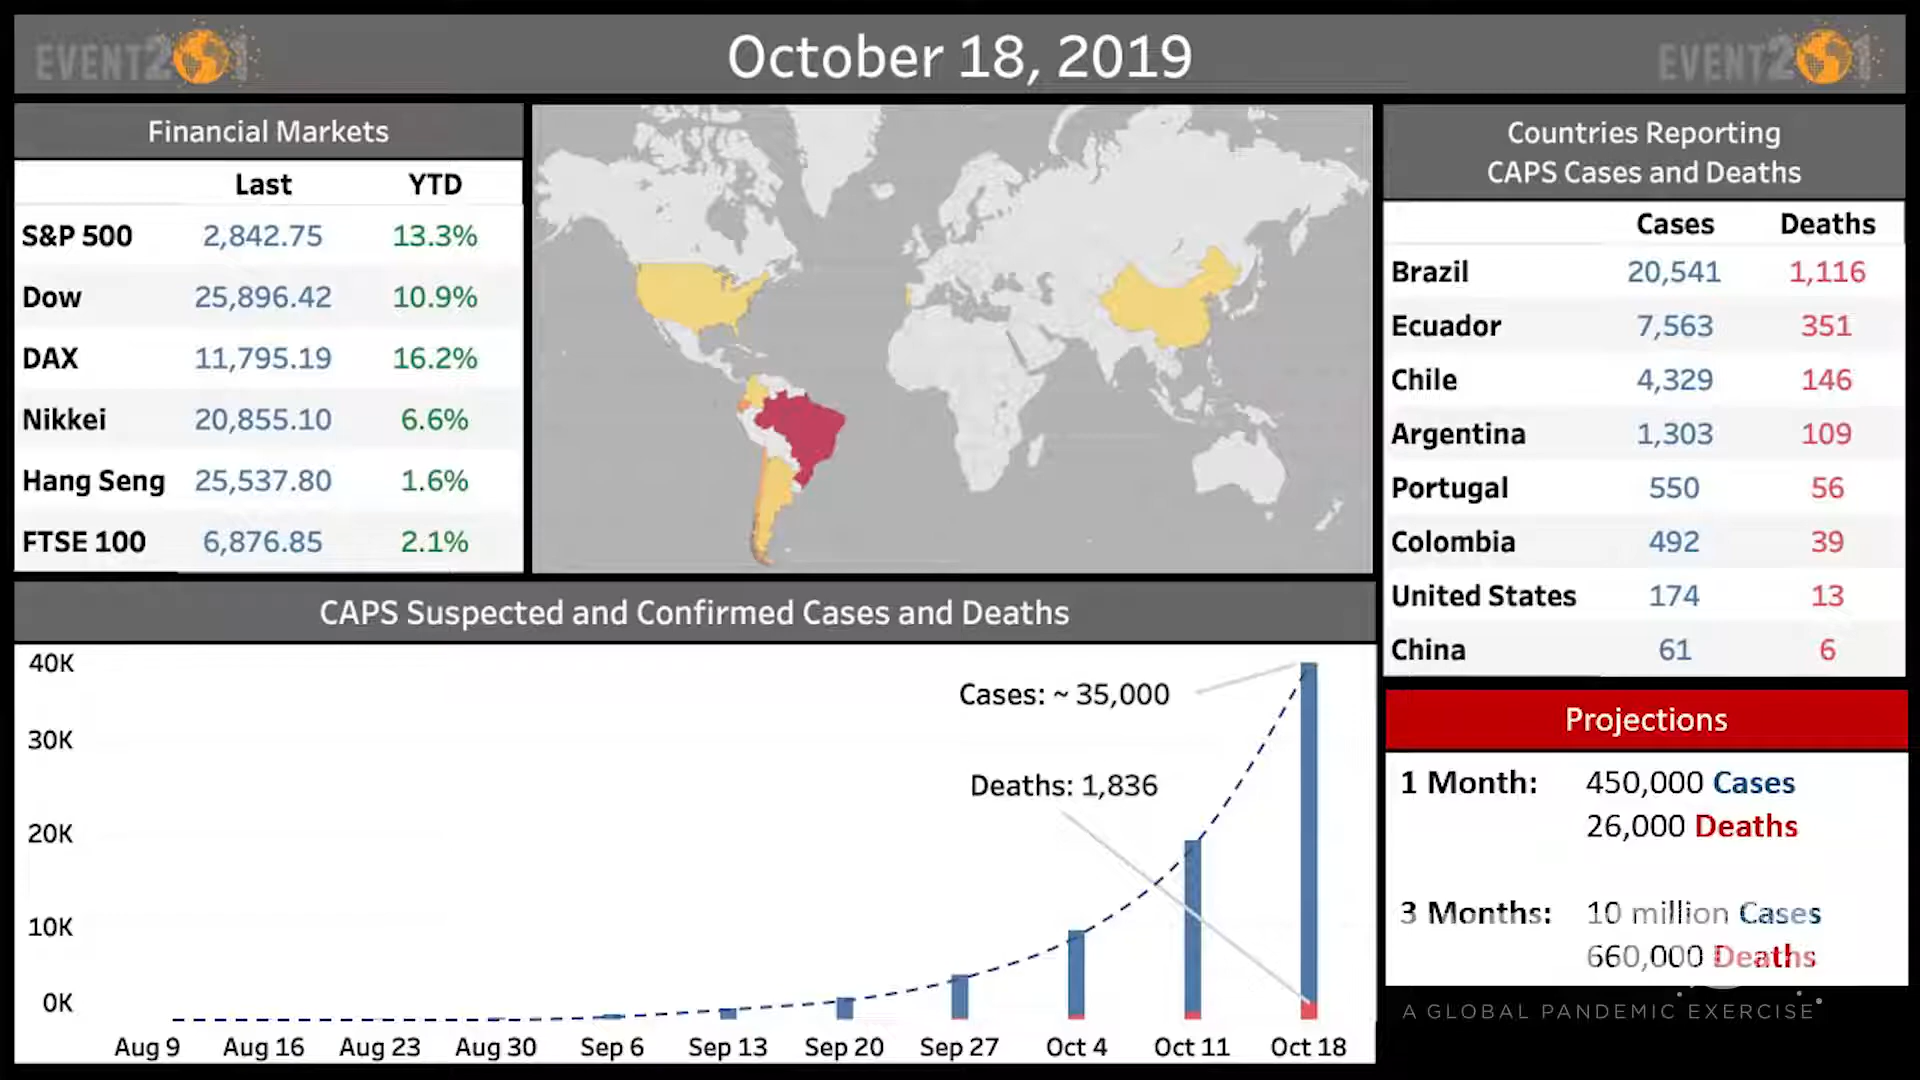 EVENT201
October 18, 2019
EVENT201
Financial Markets
Last YTD
S&P 500 2,842.75 13.3%
Dow 25,896.42 10.9%
DAX 11,795.19 16.2%
Nikkei 20,855.10 6.6%
Hang Seng 25,537.80 1.6%
FTSE 100 6,876.85 2.1%
Countries Reporting
CAPS Cases and Deaths
Cases Deaths
Brazil 20,541 1,116
Ecuador 7,563 351
Chile 4,329 146
Argentina 1,303 109
Portugal 550 56
Colombia 492 39
United States 174 13
China 61 6
CAPS Suspected and Confirmed Cases and Deaths
40K
30K
20K
10K
0K
Cases: ~ 35,000
Deaths: 1,836
Aug 9 Aug 16 Aug 23 Aug 30 Sep 6 Sep 13 Sep 20 Sep 27 Oct 4 Oct 11 Oct 18
Projections
1 Month: 450,000 Cases
26,000 Deaths
3 Months: 10 million Cases
660,000 Deaths
A GLOBAL PANDEMIC EXERCISE